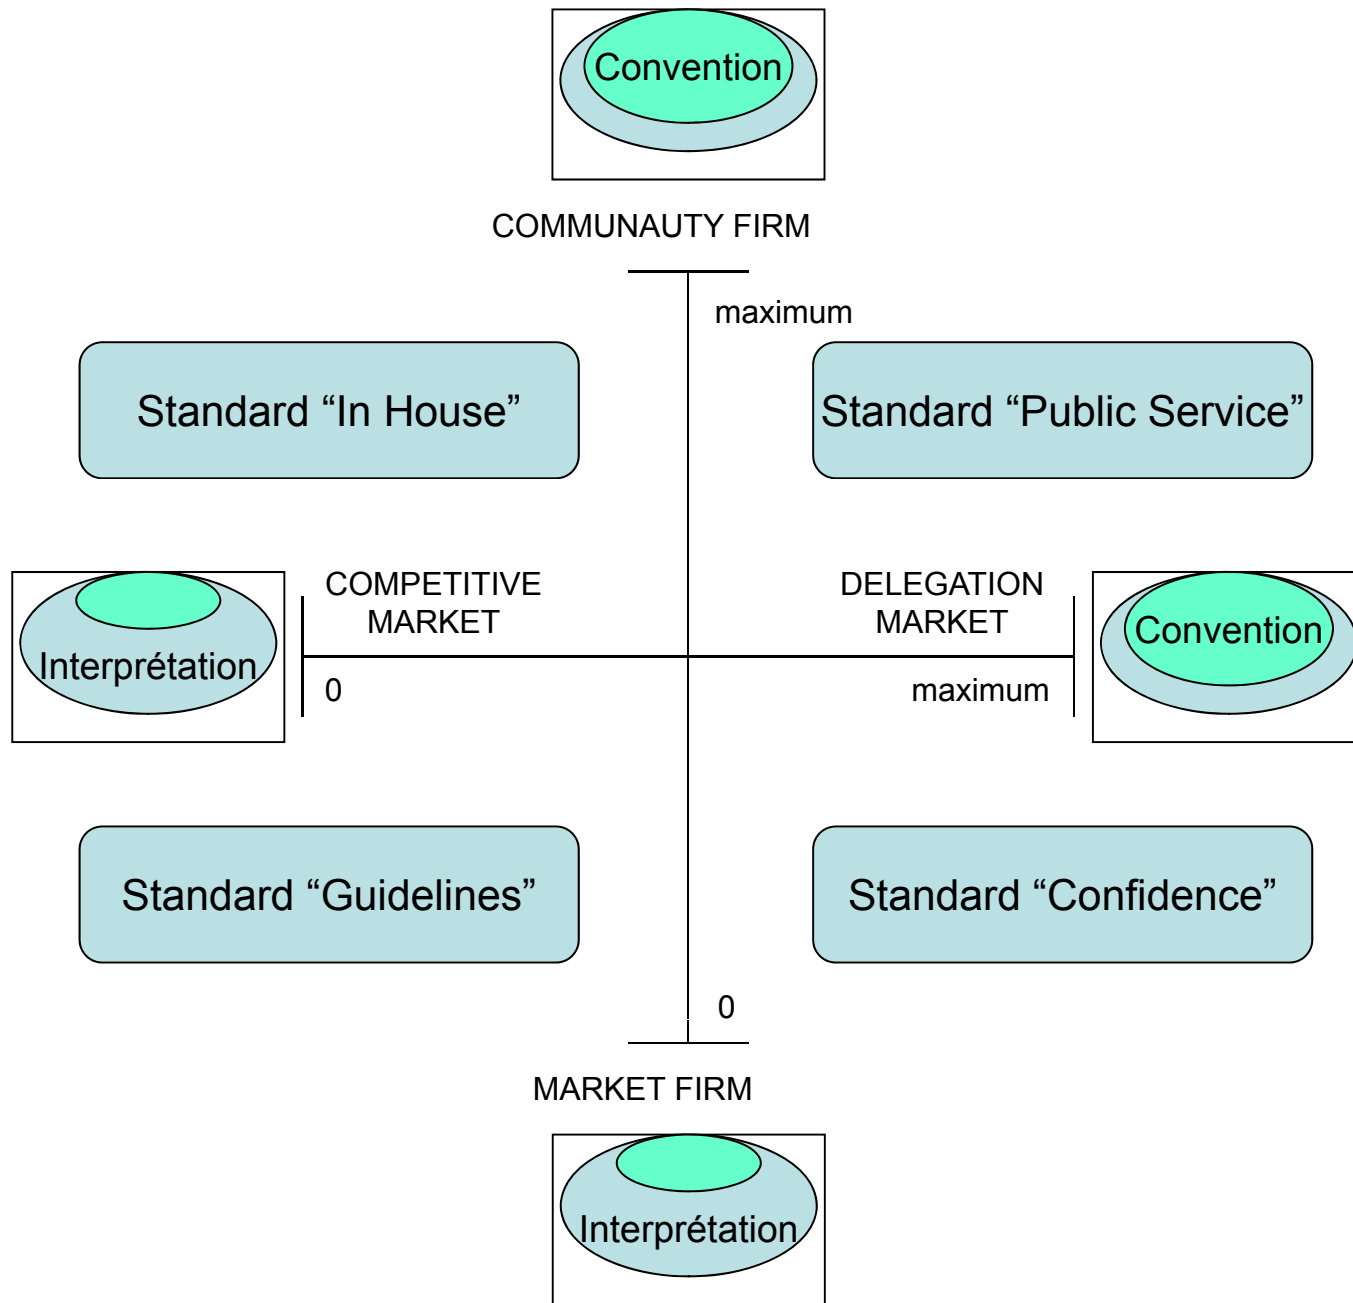 Convention
COMMUNAUTY FIRM
maximum
Standard “In House”
Standard “Public Service”
COMPETITIVE
MARKET
DELEGATION
MARKET
Interprétation
Convention
0
maximum
Standard “Guidelines”
Standard “Confidence”
0
MARKET FIRM
Interprétation